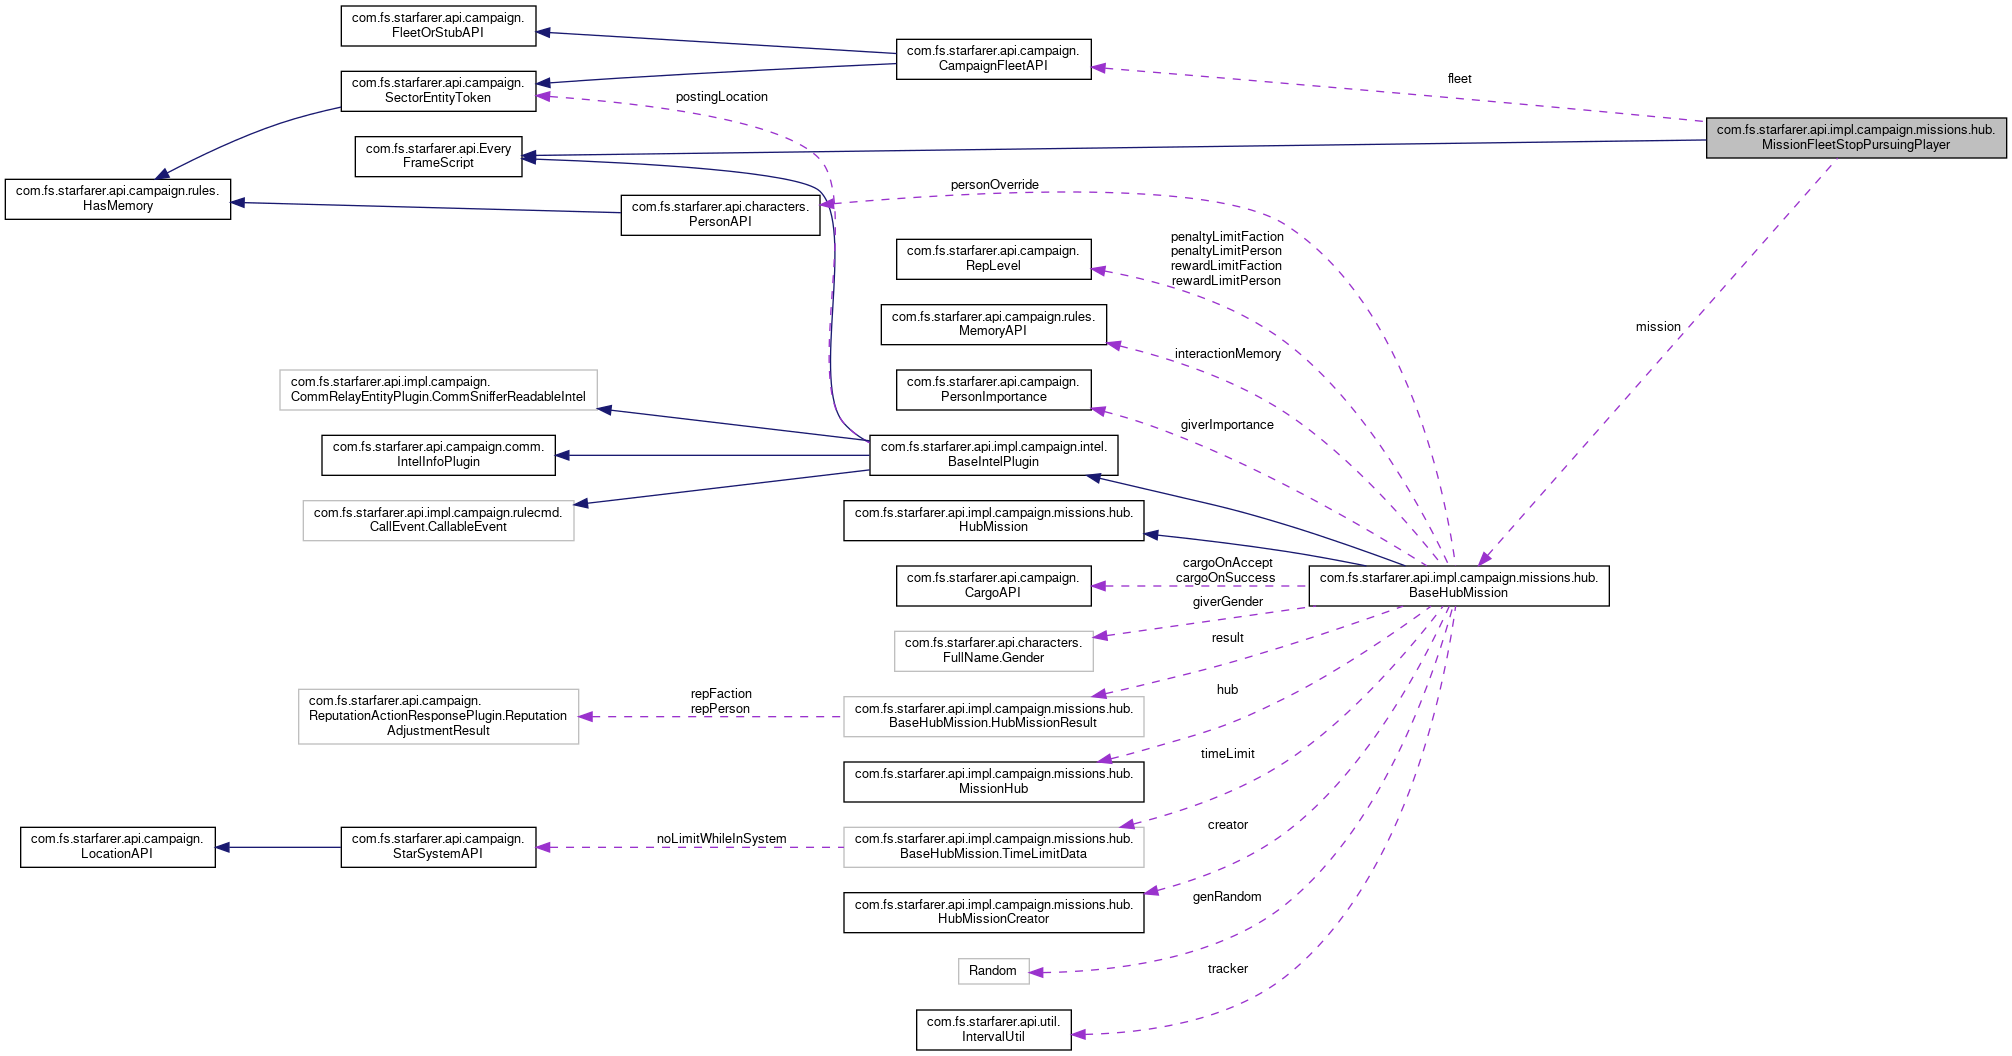 com.fs.starfarer.api.campaign.
FleetOrStubAPI
com.fs.starfarer.api.campaign.
CampaignFleetAPI
fleet
com.fs.starfarer.api.campaign.
SectorEntityToken
postingLocation
com.fs.starfarer.api.impl.campaign.missions.hub.
MissionFleetStopPursuingPlayer
com.fs.starfarer.api.Every
FrameScript
com.fs.starfarer.api.campaign.rules.
HasMemory
com.fs.starfarer.api.characters.
PersonAPI
personOverride
com.fs.starfarer.api.campaign.
RepLevel
penaltyLimitFaction
penaltyLimitPerson
rewardLimitFaction
rewardLimitPerson
com.fs.starfarer.api.campaign.rules.
MemoryAPI
interactionMemory
mission
com.fs.starfarer.api.impl.campaign.
CommRelayEntityPlugin.CommSnifferReadableIntel
com.fs.starfarer.api.campaign.
PersonImportance
giverImportance
com.fs.starfarer.api.campaign.comm.
IntelInfoPlugin
com.fs.starfarer.api.impl.campaign.intel.
BaseIntelPlugin
com.fs.starfarer.api.impl.campaign.rulecmd.
CallEvent.CallableEvent
com.fs.starfarer.api.impl.campaign.missions.hub.
HubMission
com.fs.starfarer.api.campaign.
CargoAPI
cargoOnAccept
cargoOnSuccess
com.fs.starfarer.api.impl.campaign.missions.hub.
BaseHubMission
giverGender
com.fs.starfarer.api.characters.
FullName.Gender
result
com.fs.starfarer.api.campaign.
ReputationActionResponsePlugin.Reputation
AdjustmentResult
repFaction
repPerson
com.fs.starfarer.api.impl.campaign.missions.hub.
BaseHubMission.HubMissionResult
hub
com.fs.starfarer.api.impl.campaign.missions.hub.
MissionHub
timeLimit
com.fs.starfarer.api.campaign.
LocationAPI
com.fs.starfarer.api.campaign.
StarSystemAPI
noLimitWhileInSystem
com.fs.starfarer.api.impl.campaign.missions.hub.
BaseHubMission.TimeLimitData
creator
com.fs.starfarer.api.impl.campaign.missions.hub.
HubMissionCreator
genRandom
Random
tracker
com.fs.starfarer.api.util.
IntervalUtil